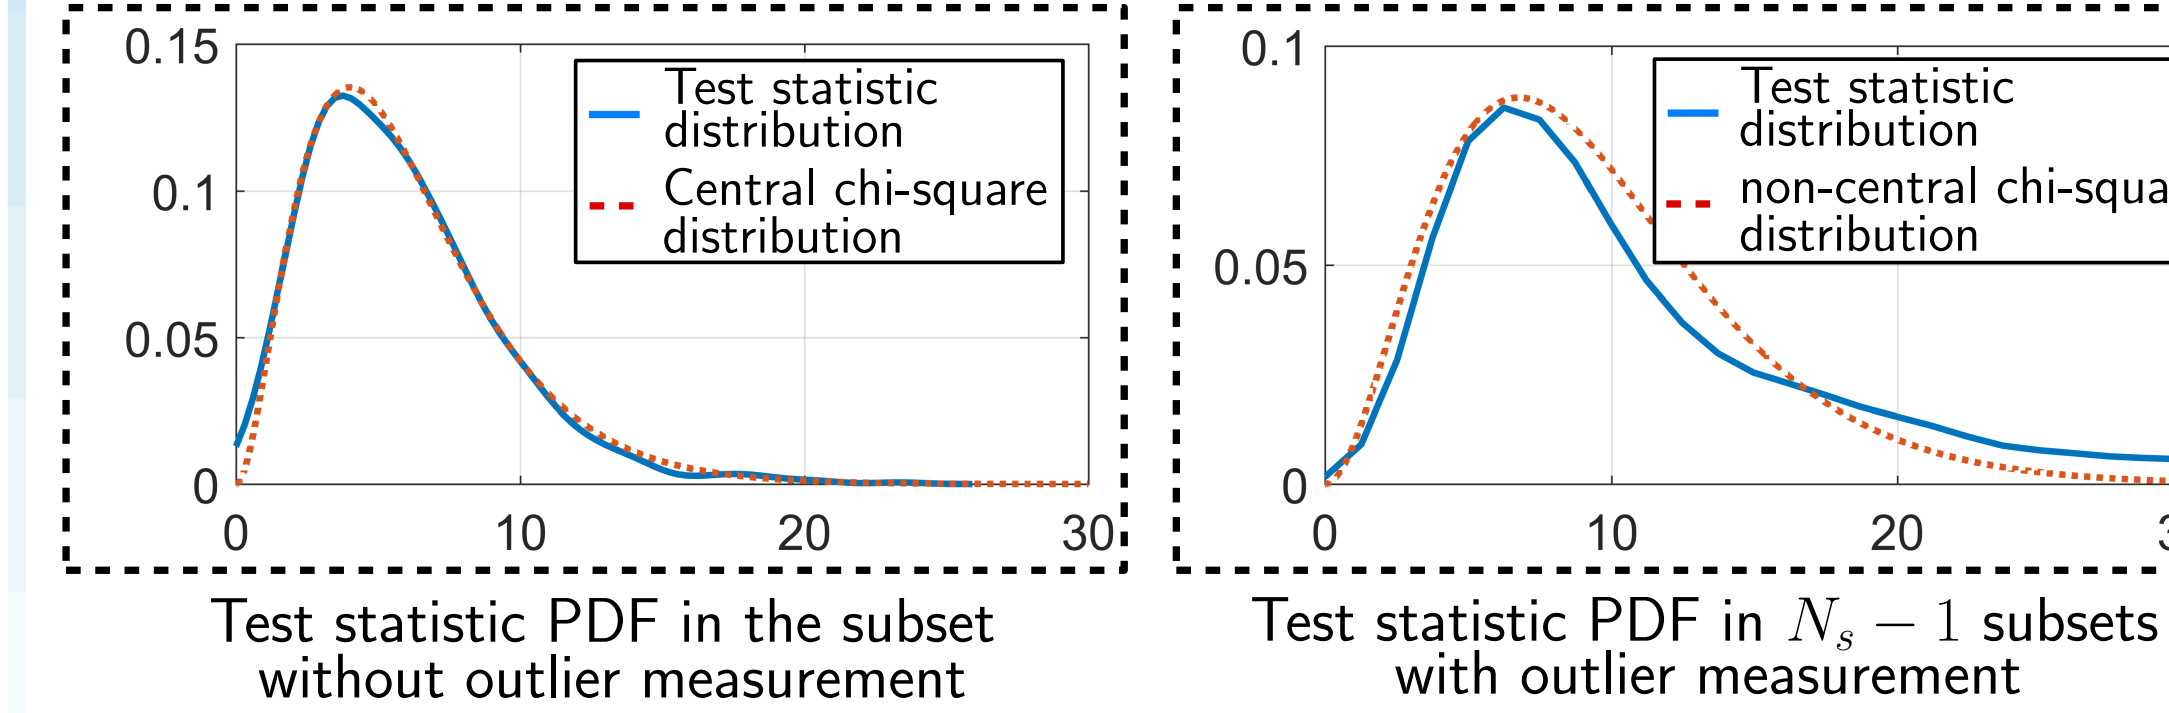 0.15
0.1
0.05
0
0
10
20
30
Test statistic
distribution
Central chi-square
distribution
Test statistic PDF in the subset
without outlier measurement
0.1
0.05
0
0
10
20
Test statistic
distribution
non-central chi-squa
distribution
Test statistic PDF in N_s − 1 subsets
with outlier measurement